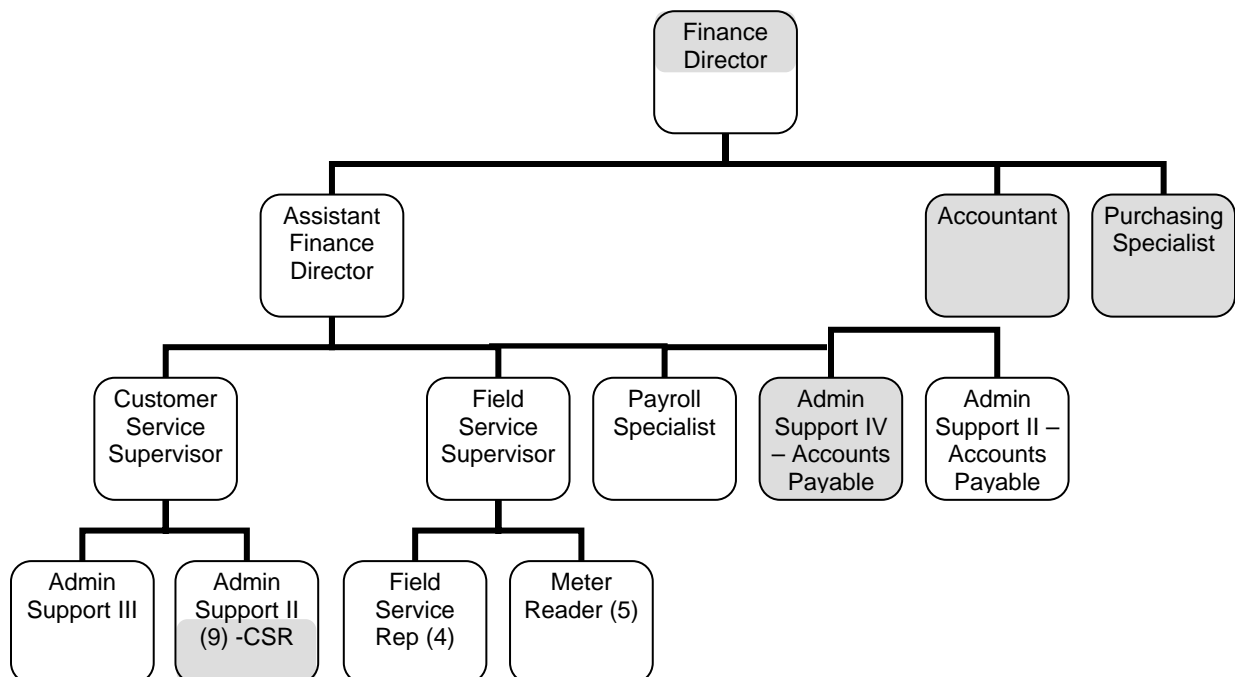 Finance
Director
Assistant
Finance
Director
Accountant
Purchasing
Specialist
Customer
Service
Supervisor
Field
Service
Supervisor
Payroll
Specialist
Admin
Support IV
– Accounts
Payable
Admin
Support II –
Accounts
Payable
Admin
Support III
Admin
Support II
(9) -CSR
Field
Service
Rep (4)
Meter
Reader (5)